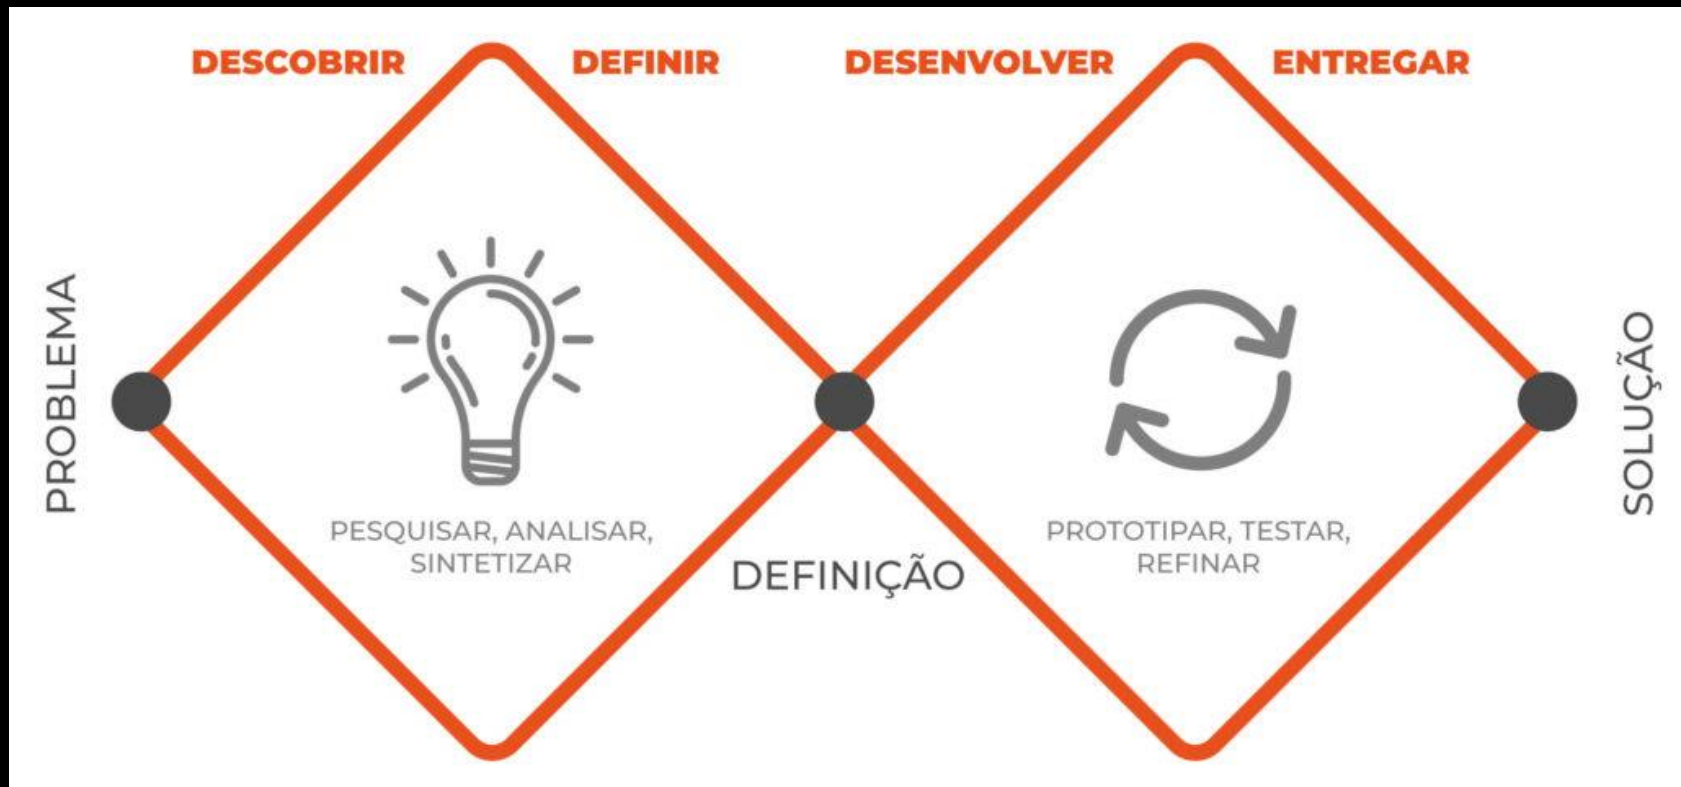 DESCOBRIR
DEFINIR
DESENVOLVER
ENTREGAR
PROBLEMA
PESQUISAR, ANALISAR,
SINTETIZAR
DEFINIÇÃO
PROTOTIPAR, TESTAR,
REFINAR
SOLUÇÃO